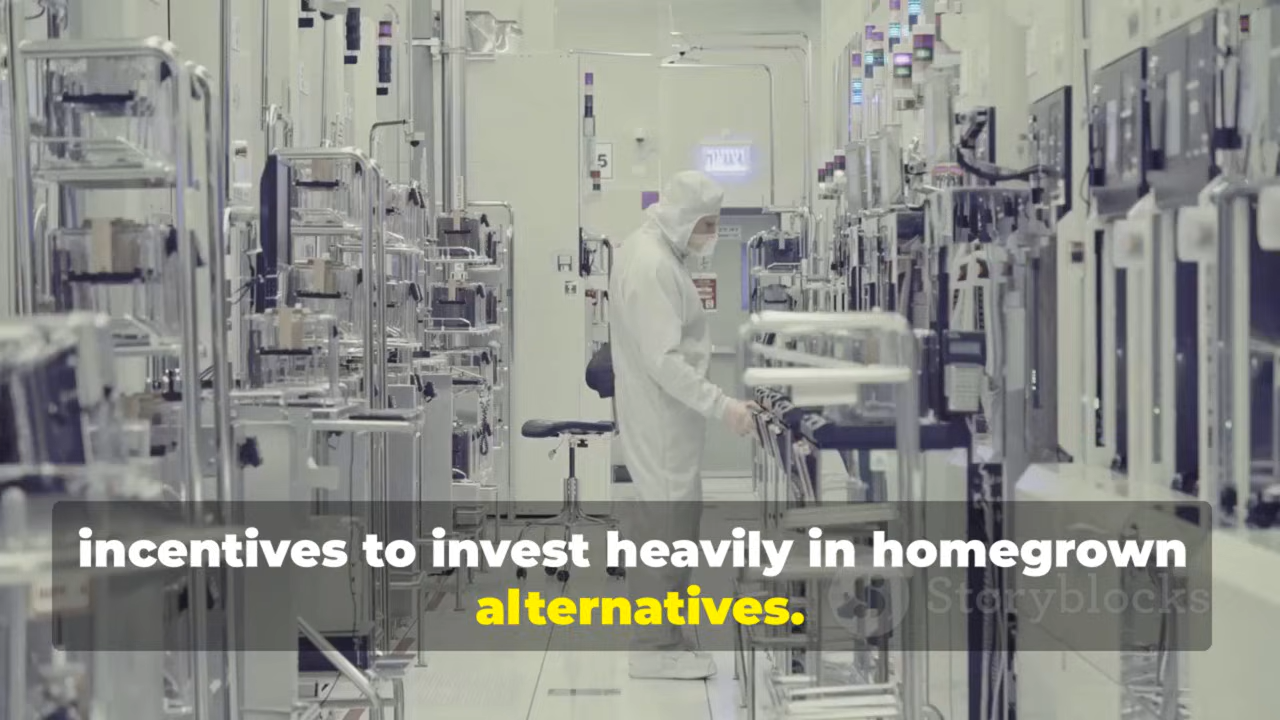 5
incentives to invest heavily in homegrown
alternatives.
Storyblocks